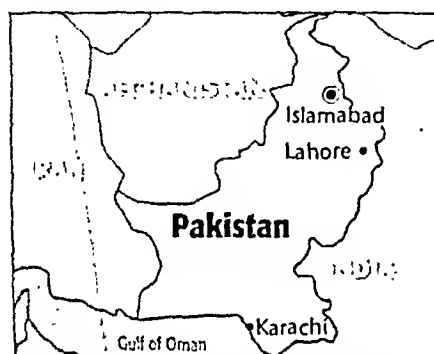 Islamabad
Lahore
Pakistan
Karachi
Gulf of Oman